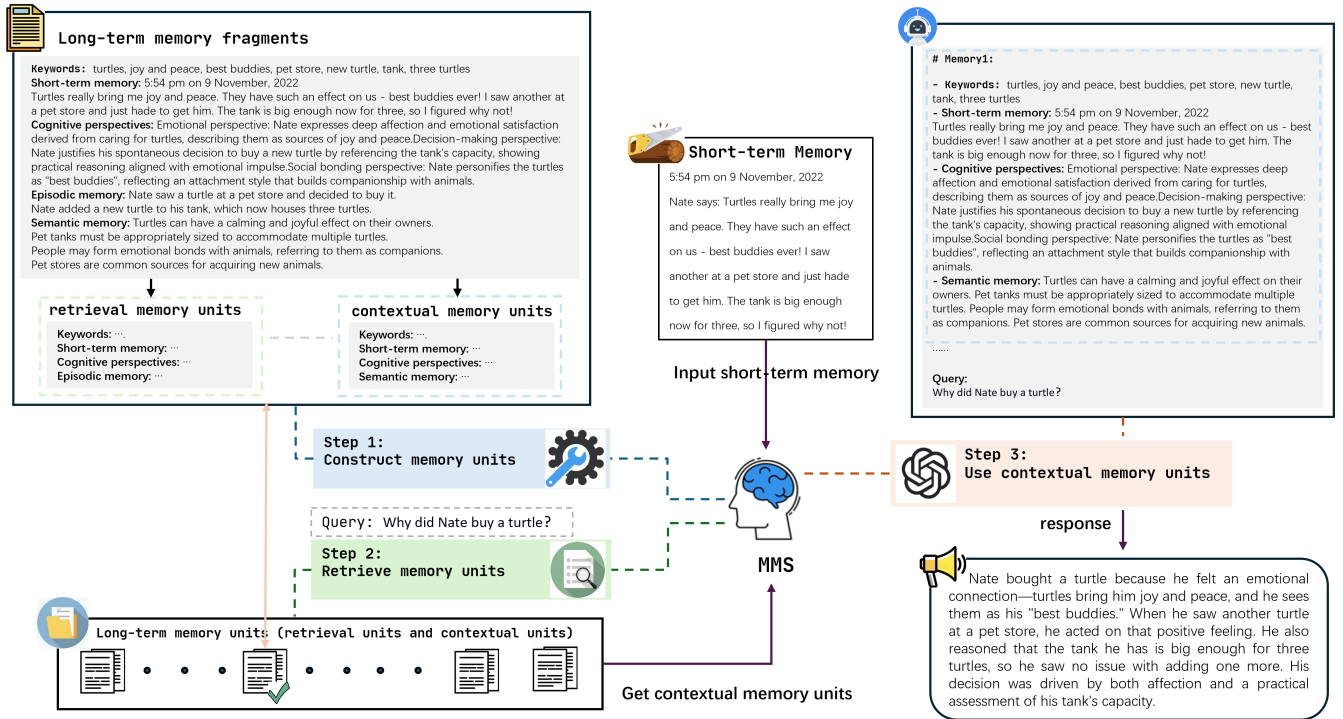 Long-term memory fragments
Keywords: turtles, joy and peace, best buddies, pet store, new turtle, tank, three turtles
Short-term memory: 5:54 pm on 9 November, 2022
Turtles really bring me joy and peace. They have such an effect on us - best buddies ever! I saw another at
a pet store and just hade to get him. The tank is big enough now for three, so I figured why not!
Cognitive perspectives: Emotional perspective: Nate expresses deep affection and emotional satisfaction
derived from caring for turtles, describing them as sources of joy and peace.Decision-making perspective:
Nate justifies his spontaneous decision to buy a new turtle by referencing the tank's capacity, showing
practical reasoning aligned with emotional impulse.Social bonding perspective: Nate personifies the turtles
as "best buddies", reflecting an attachment style that builds companionship with animals.
Episodic memory: Nate saw a turtle at a pet store and decided to buy it.
Nate added a new turtle to his tank, which now houses three turtles.
Semantic memory: Turtles can have a calming and joyful effect on their owners.
Pet tanks must be appropriately sized to accommodate multiple turtles.
People may form emotional bonds with animals, referring to them as companions.
Pet stores are common sources for acquiring new animals.
retrieval memory units
Keywords: ….
Short-term memory: …
Cognitive perspectives: …
Episodic memory: …
contextual memory units
Keywords: ….
Short-term memory: …
Cognitive perspectives: …
Semantic memory: …
Short-term Memory
5:54 pm on 9 November, 2022
Nate says: Turtles really bring me joy
and peace. They have such an effect
on us - best buddies ever! I saw
another at a pet store and just hade
to get him. The tank is big enough
now for three, so I figured why not!
Input short-term memory
# Memory1:
- Keywords: turtles, joy and peace, best buddies, pet store, new turtle,
tank, three turtles
- Short-term memory: 5:54 pm on 9 November, 2022
Turtles really bring me joy and peace. They have such an effect on us - best
buddies ever! I saw another at a pet store and just hade to get him. The
tank is big enough now for three, so I figured why not!
- Cognitive perspectives: Emotional perspective: Nate expresses deep
affection and emotional satisfaction derived from caring for turtles,
describing them as sources of joy and peace.Decision-making perspective:
Nate justifies his spontaneous decision to buy a new turtle by referencing
the tank's capacity, showing practical reasoning aligned with emotional
impulse.Social bonding perspective: Nate personifies the turtles as "best
buddies", reflecting an attachment style that builds companionship with
animals.
- Semantic memory: Turtles can have a calming and joyful effect on their
owners. Pet tanks must be appropriately sized to accommodate multiple
turtles. People may form emotional bonds with animals, referring to them
as companions. Pet stores are common sources for acquiring new animals.
……
Query:
Why did Nate buy a turtle?
Step 1:
Construct memory units
Query: Why did Nate buy a turtle?
Step 2:
Retrieve memory units
MMS
Step 3:
Use contextual memory units
response
Long-term memory units (retrieval units and contextual units)
Get contextual memory units
Nate bought a turtle because he felt an emotional
connection—turtles bring him joy and peace, and he sees
them as his "best buddies." When he saw another turtle
at a pet store, he acted on that positive feeling. He also
reasoned that the tank he has is big enough for three
turtles, so he saw no issue with adding one more. His
decision was driven by both affection and a practical
assessment of his tank's capacity.